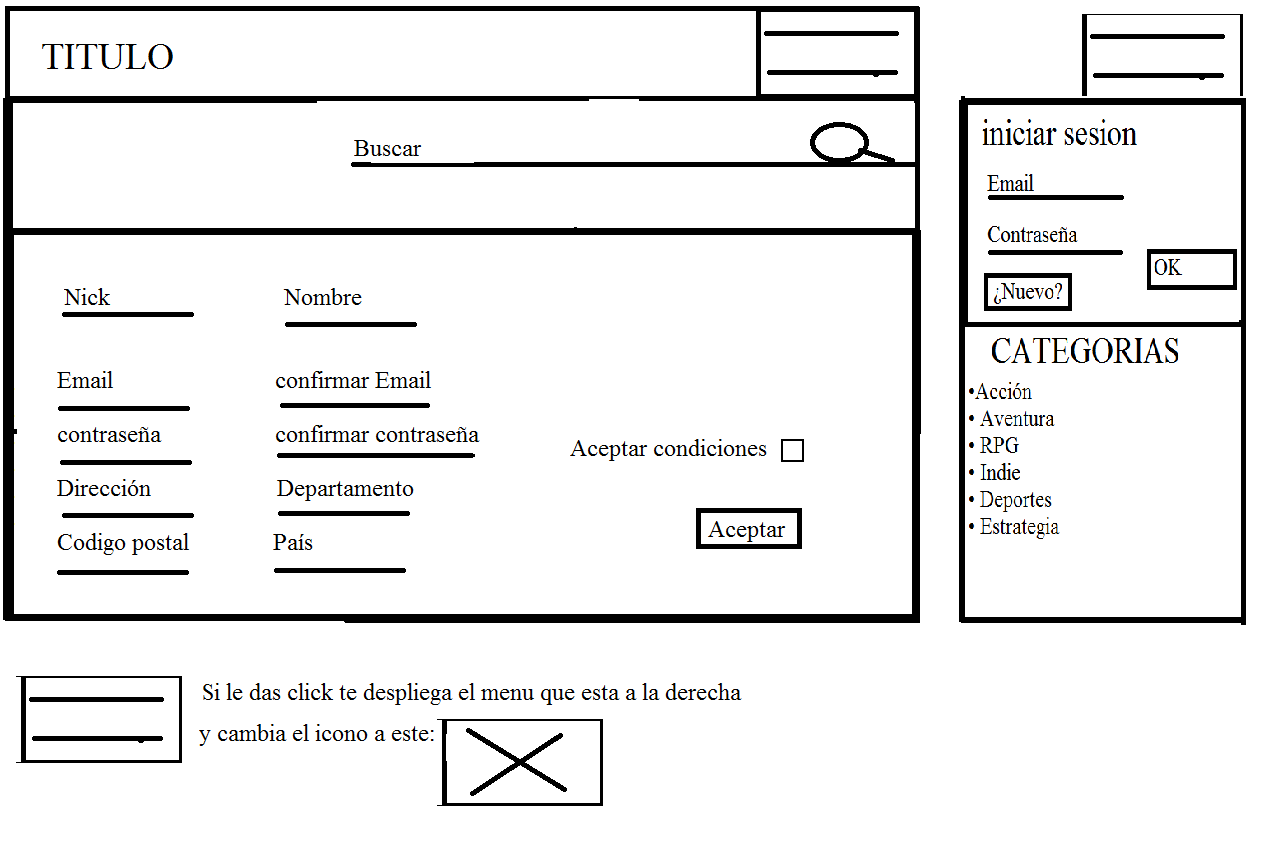 TITULO
Buscar
Nick
Nombre
Email
confirmar Email
contraseña
confirmar contraseña
Dirección
Departamento
Codigo postal
País
Aceptar condiciones
Aceptar
iniciar sesion
Email
Contraseña
OK
¿Nuevo?
CATEGORIAS
•Acción
• Aventura
• RPG
• Indie
• Deportes
• Estrategia
Si le das click te despliega el menu que esta a la derecha
y cambia el icono a este: